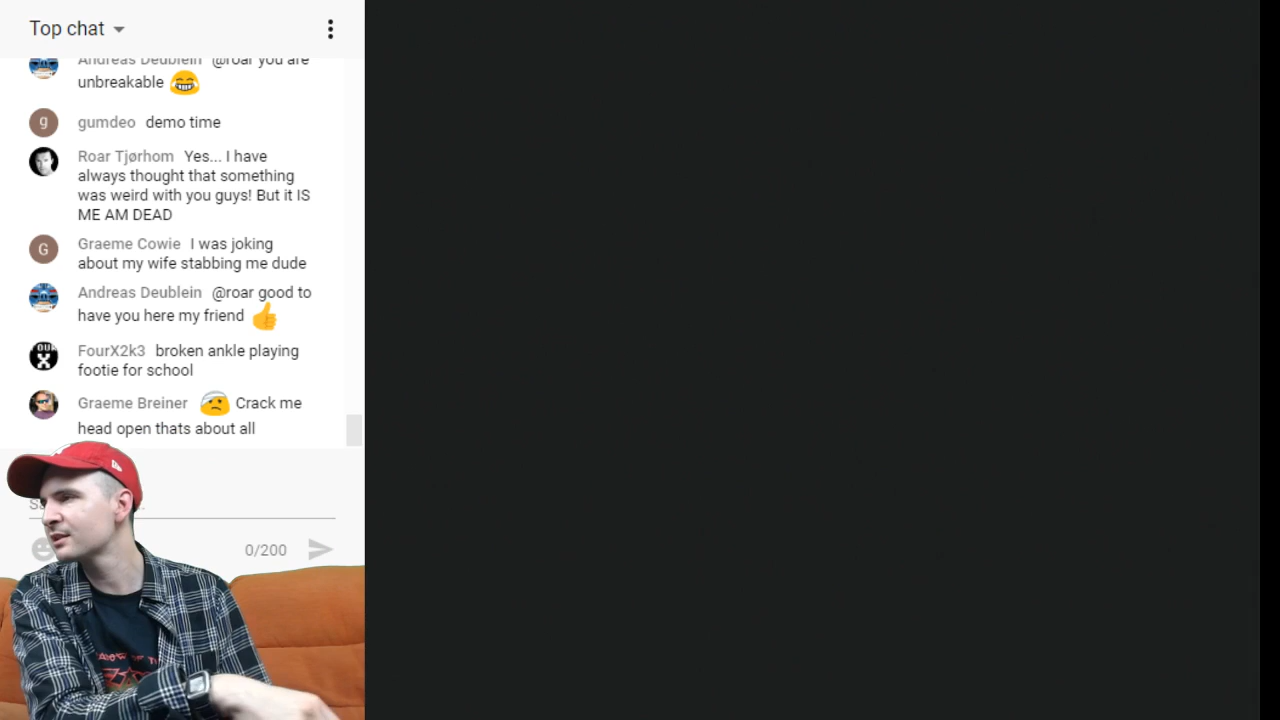 Top chat
Andreas Deublein @roar you are
unbreakable
g gumdeo demo time
Roar Tjørhom Yes... I have
always thought that something
was weird with you guys! But it IS
ME AM DEAD
G Graeme Cowie I was joking
about my wife stabbing me dude
Andreas Deublein @roar good to
have you here my friend
FourX2k3 broken ankle playing
footie for school
Graeme Breiner Crack me
head open thats about all
0/200